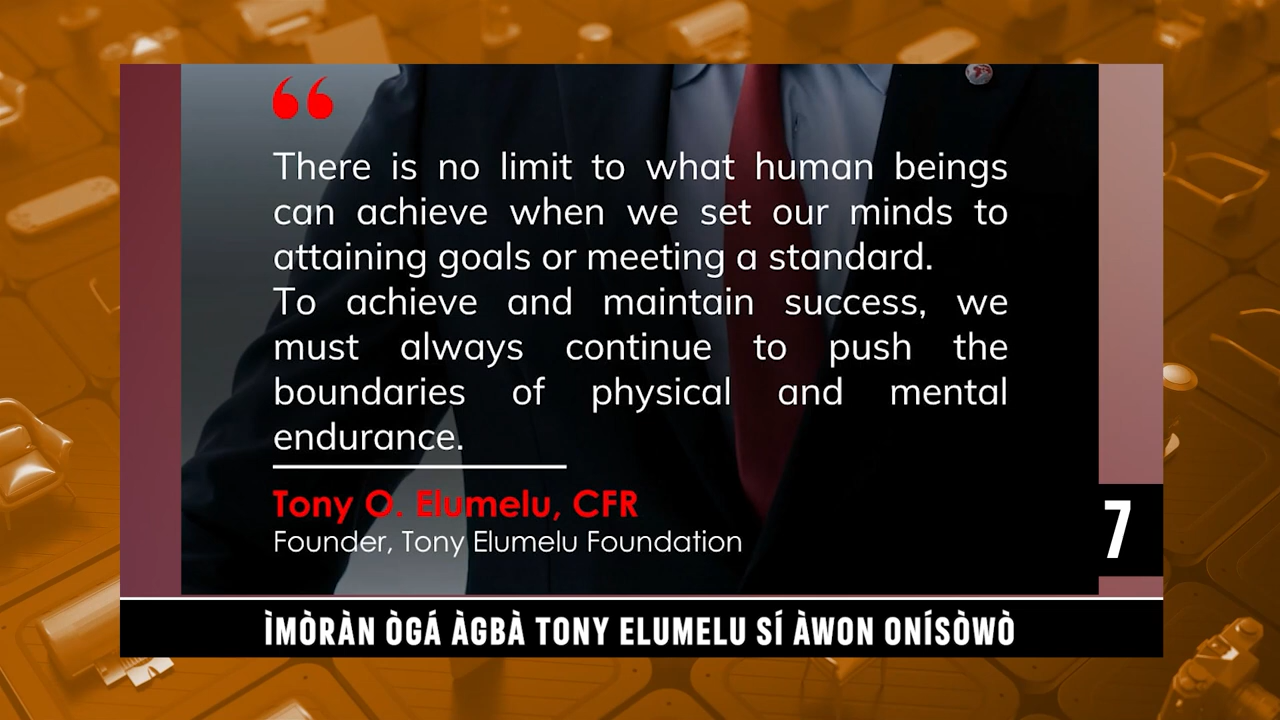 “
There is no limit to what human beings
can achieve when we set our minds to
attaining goals or meeting a standard.
To achieve and maintain success, we
must always continue to push the
boundaries of physical and mental
endurance.
Tony O. Elumelu, CFR
Founder, Tony Elumelu Foundation
7
ÌMÒRÀN ÒGÁ ÀGBÀ TONY ELUMELU SÍ ÀWON ONÍSÒWÒ